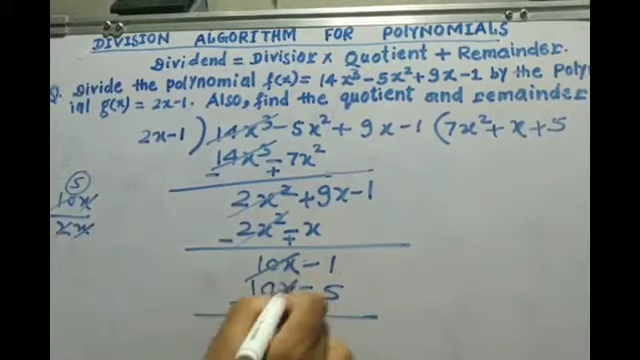 DIVISION ALGORITHM FOR POLYNOMIALS
Dividend = Divisior × Quotient + Remainder.
Q. Divide the polynomial f(x) = 14x³ - 5x² + 9x - 1 by the Poly
ial g(x) = 2x-1. Also, find the quotient and remainder
2x-1 ) 14x³ - 5x² + 9x - 1 ( 7x² + x + 5
14x³ - 7x²
- +
2x² + 9x - 1
2x² - x
- +
10x - 1
10x - 5
5
10x
2x